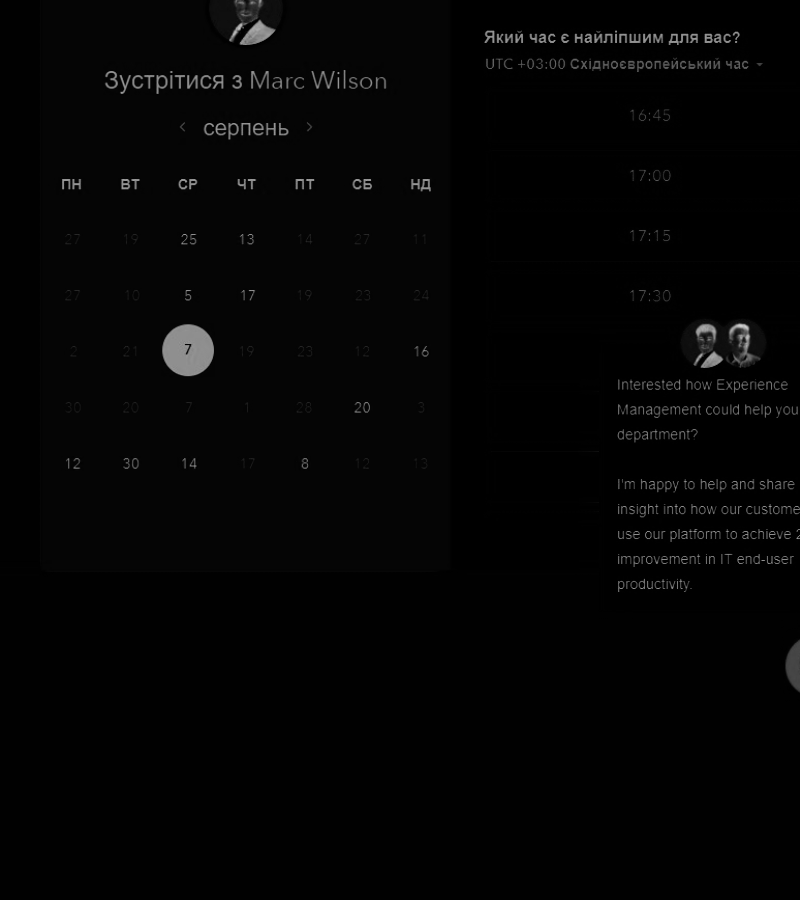 Зустрітися з Marc Wilson
серпень
ПН ВТ СР ЧТ ПТ СБ НД
27 19 25 13 14 27 11
27 10 5 17 19 23 24
2 21 7 19 23 12 16
30 20 7 1 28 20 3
12 30 14 17 8 12 13
Який час є найліпшим для вас?
UTC +03:00 Східноєвропейський час
16:45
17:00
17:15
17:30
Interested how Experience
Management could help you
department?
I'm happy to help and share
insight into how our custome
use our platform to achieve 2
improvement in IT end-user
productivity.